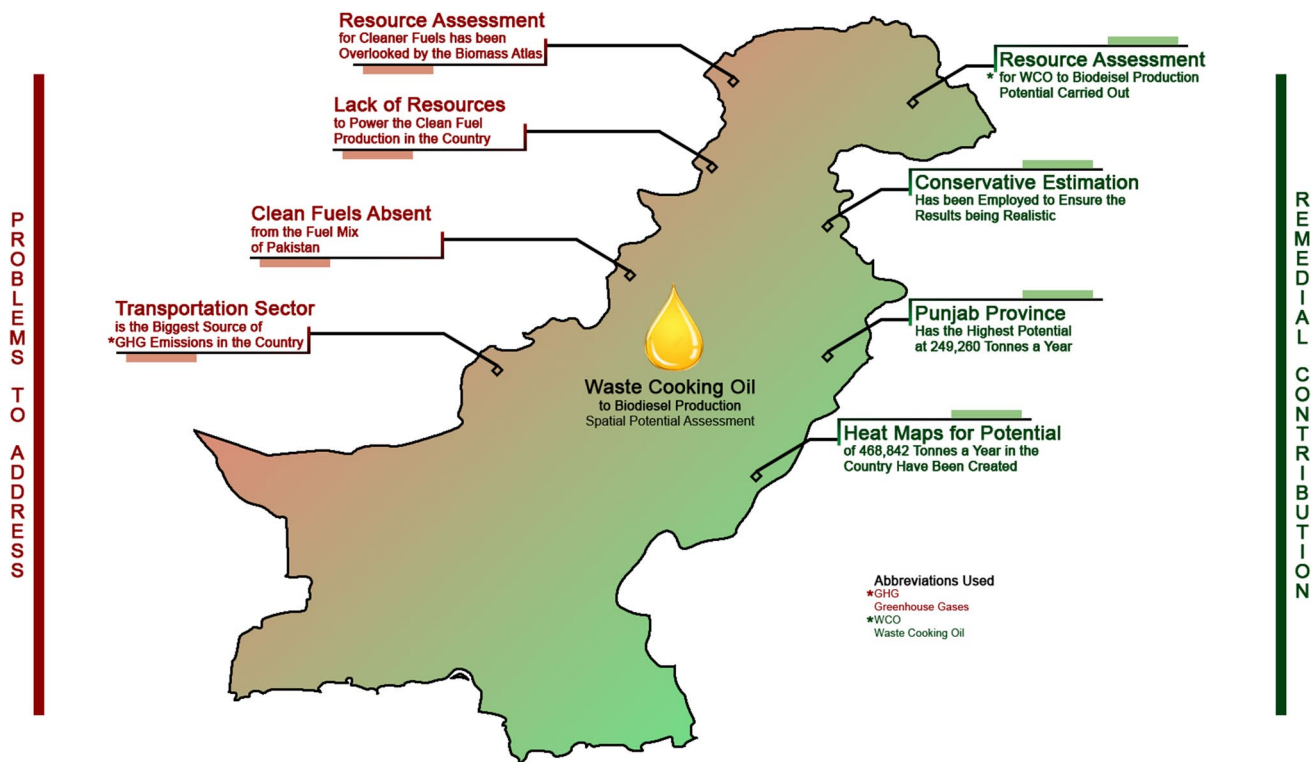 PROBLEMS TO ADDRESS
Resource Assessment
for Cleaner Fuels has been
Overlooked by the Biomass Atlas
Lack of Resources
to Power the Clean Fuel
Production in the Country
Clean Fuels Absent
from the Fuel Mix
of Pakistan
Transportation Sector
is the Biggest Source of
*GHG Emissions in the Country
Waste Cooking Oil
to Biodiesel Production
Spatial Potential Assessment
Resource Assessment
* for WCO to Biodeisel Production
Potential Carried Out
Conservative Estimation
Has been Employed to Ensure the
Results being Realistic
Punjab Province
Has the Highest Potential
at 249,260 Tonnes a Year
Heat Maps for Potential
of 468,842 Tonnes a Year in the
Country Have Been Created
Abbreviations Used
*GHG
Greenhouse Gases
*WCO
Waste Cooking Oil
REMEDIAL CONTRIBUTION